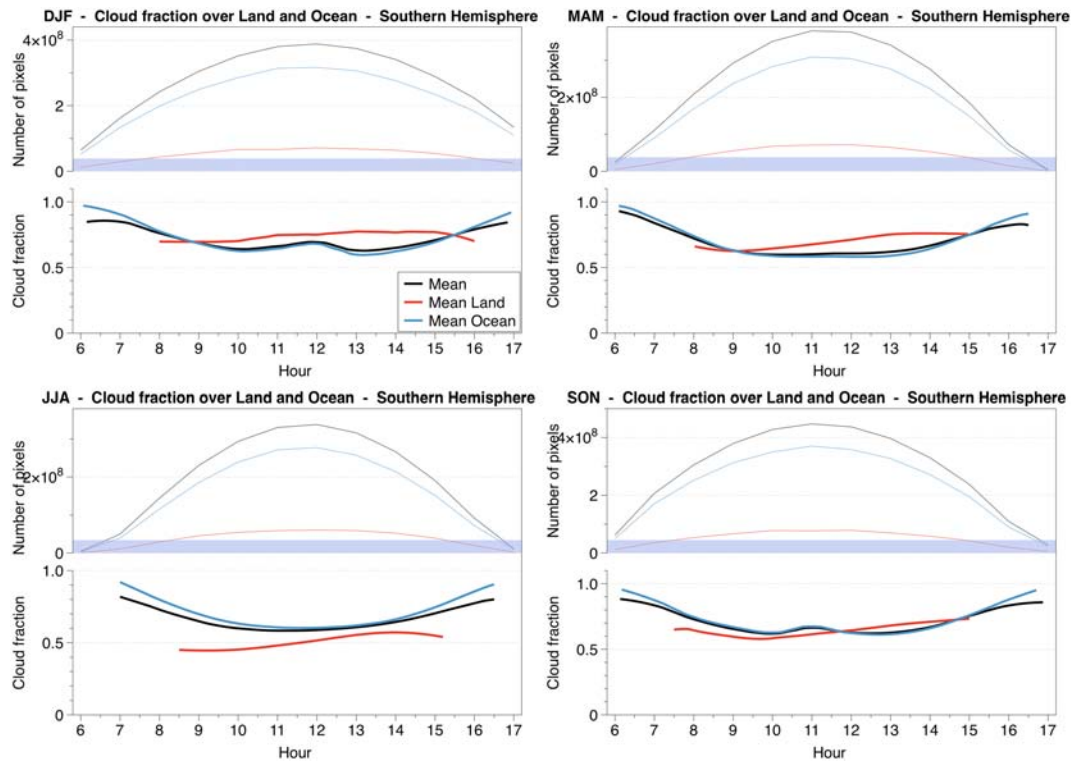 DJF - Cloud fraction over Land and Ocean - Southern Hemisphere
Number of pixels
4×10⁸
2
0
Cloud fraction
1.0
0.5
0
Mean
Mean Land
Mean Ocean
6 7 8 9 10 11 12 13 14 15 16 17
Hour
MAM - Cloud fraction over Land and Ocean - Southern Hemisphere
Number of pixels
2×10⁸
0
Cloud fraction
1.0
0.5
0
6 7 8 9 10 11 12 13 14 15 16 17
Hour
JJA - Cloud fraction over Land and Ocean - Southern Hemisphere
Number of pixels
2×10⁸
0
Cloud fraction
1.0
0.5
0
6 7 8 9 10 11 12 13 14 15 16 17
Hour
SON - Cloud fraction over Land and Ocean - Southern Hemisphere
Number of pixels
4×10⁸
2
0
Cloud fraction
1.0
0.5
0
6 7 8 9 10 11 12 13 14 15 16 17
Hour